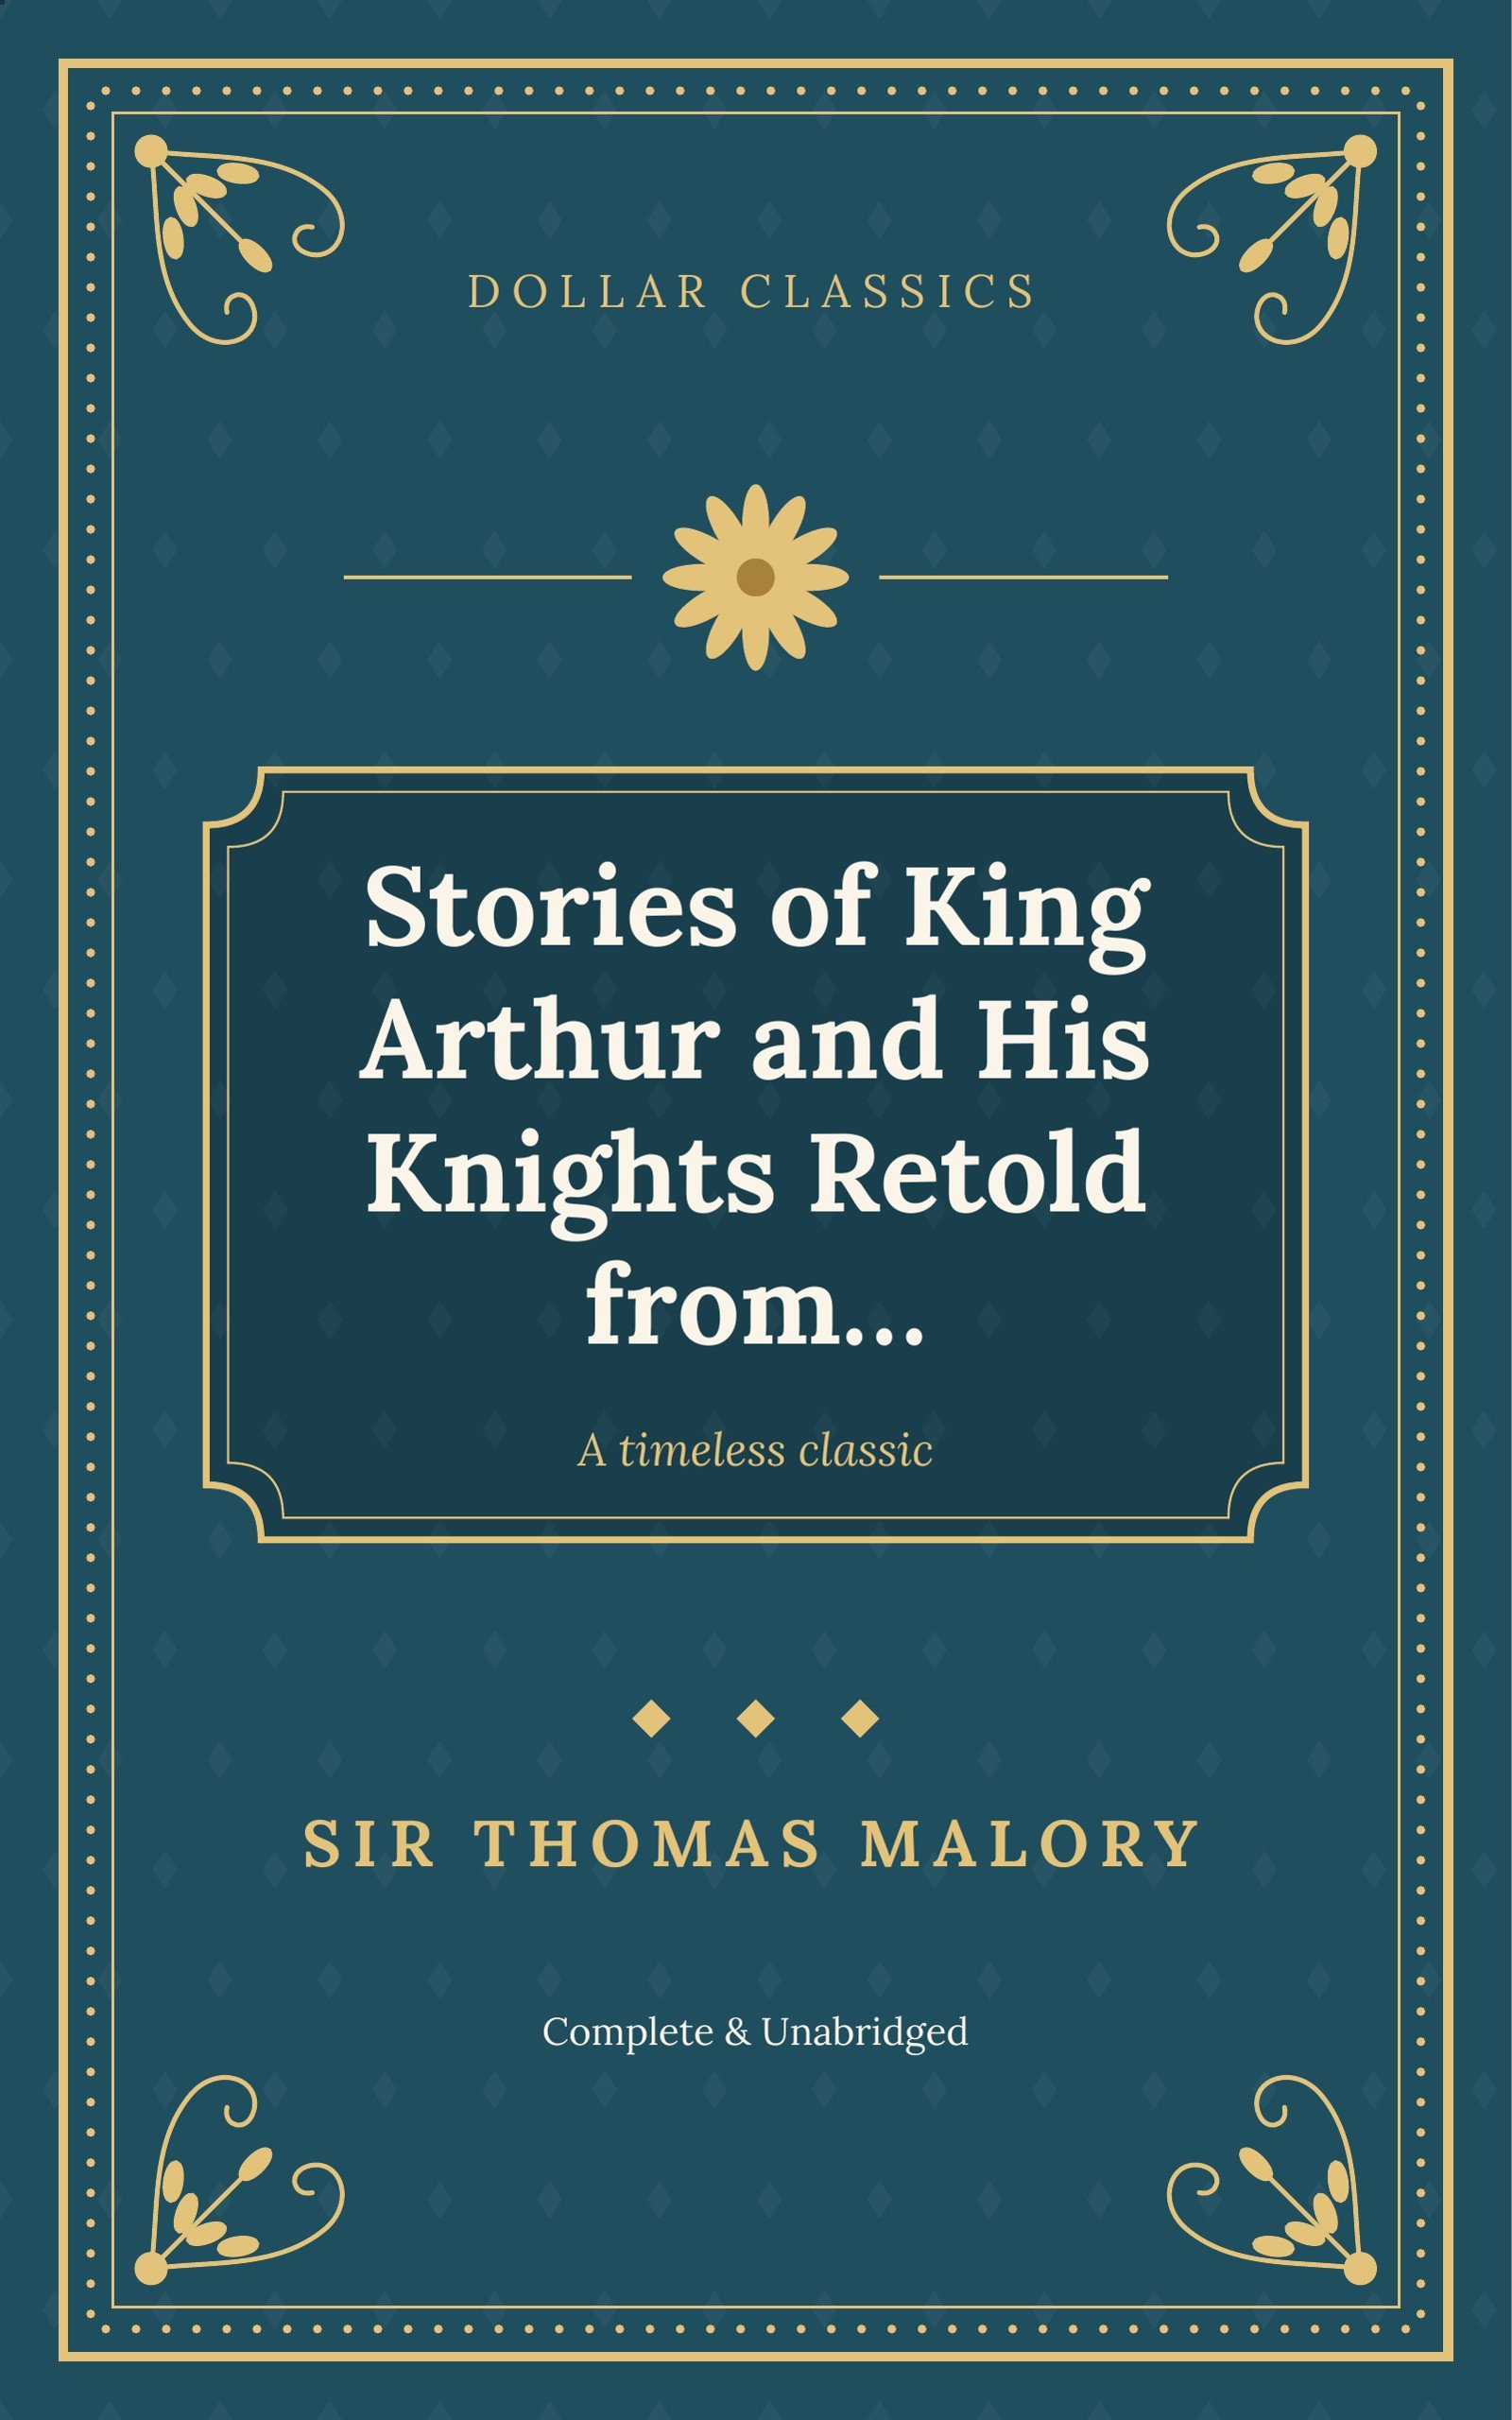 DOLLAR CLASSICS
Stories of King
Arthur and His
Knights Retold
from...
A timeless classic
SIR THOMAS MALORY
Complete & Unabridged